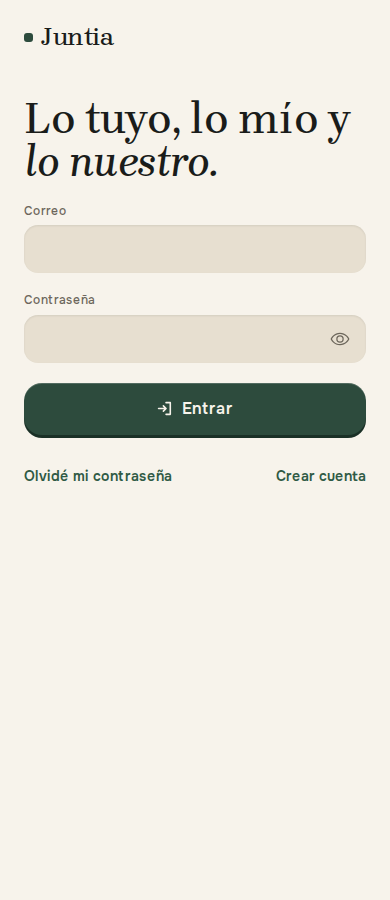 Juntia
Lo tuyo, lo mío y
lo nuestro.
Correo
Contraseña
Entrar
Olvidé mi contraseña
Crear cuenta